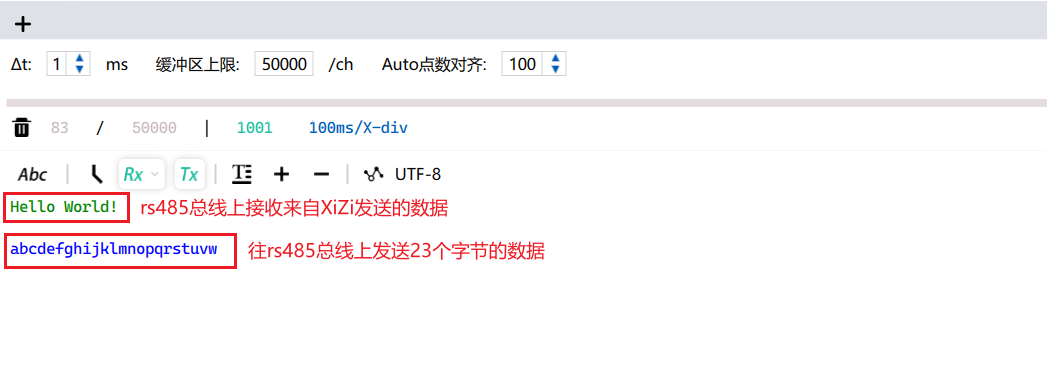 +
Δt: 1 ms 缓冲区上限: 50000 /ch Auto点数对齐: 100
83 / 50000 | 1001 100ms/X-div
Abc | Rx Tx | T + − | UTF-8
Hello World! rs485总线上接收来自XiZi发送的数据
abcdefghijklmnopqrstuvw 往rs485总线上发送23个字节的数据